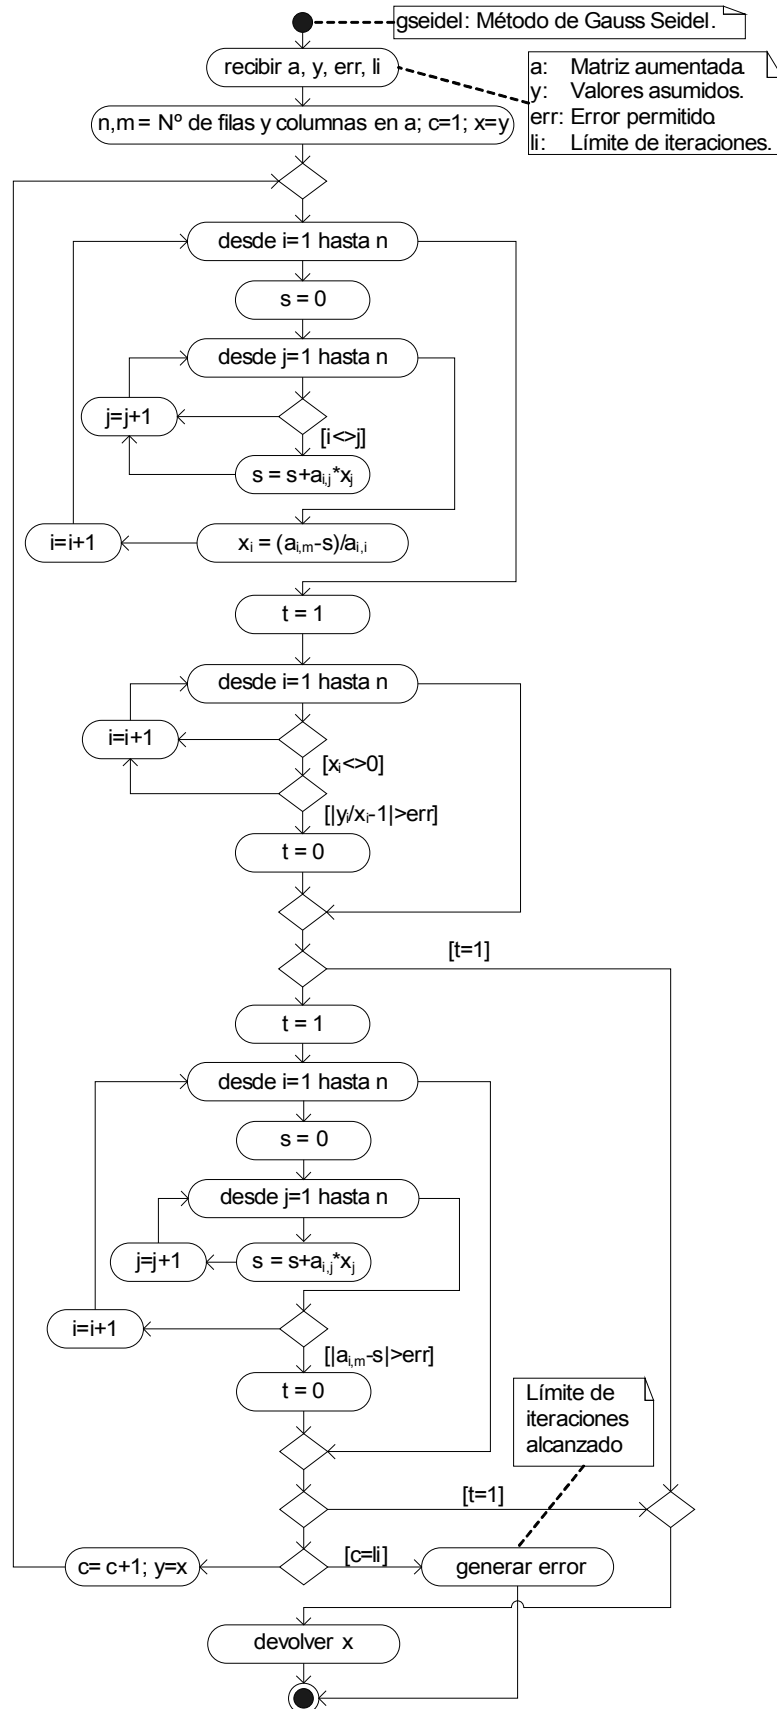 gseidel: Método de Gauss Seidel.
recibir a, y, err, li
a: Matriz aumentada.
y: Valores asumidos.
err: Error permitido.
li: Límite de iteraciones.
n,m = Nº de filas y columnas en a; c=1; x=y
desde i=1 hasta n
s = 0
desde j=1 hasta n
j=j+1
[i<>j]
s = s+ai,j*xj
i=i+1
xi = (ai,m-s)/ai,i
t = 1
desde i=1 hasta n
i=i+1
[xi<>0]
[|yi/xi-1|>err]
t = 0
[t=1]
t = 1
desde i=1 hasta n
s = 0
desde j=1 hasta n
j=j+1
s = s+ai,j*xj
i=i+1
[|ai,m-s|>err]
t = 0
Límite de
iteraciones
alcanzado
[t=1]
c= c+1; y=x
[c=li]
generar error
devolver x